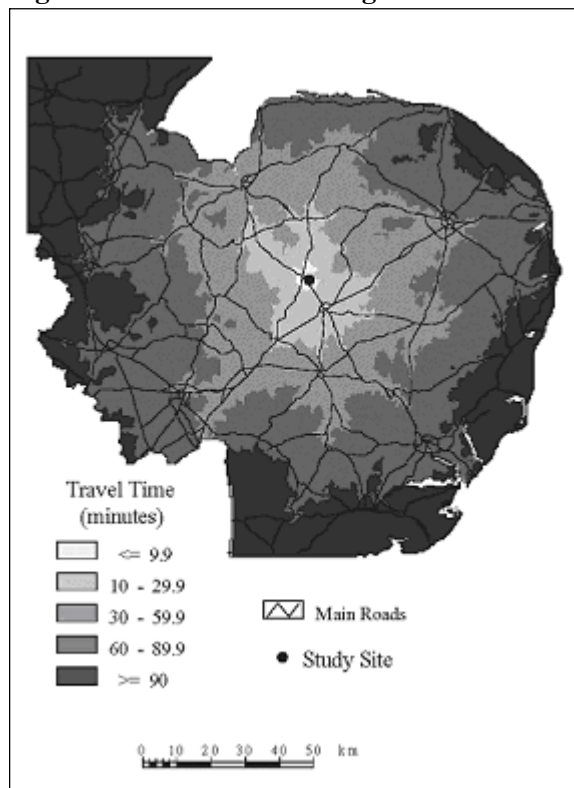 Travel Time
(minutes)
<= 9.9
10 - 29.9
30 - 59.9
60 - 89.9
>= 90
Main Roads
Study Site
0 10 20 30 40 50 km